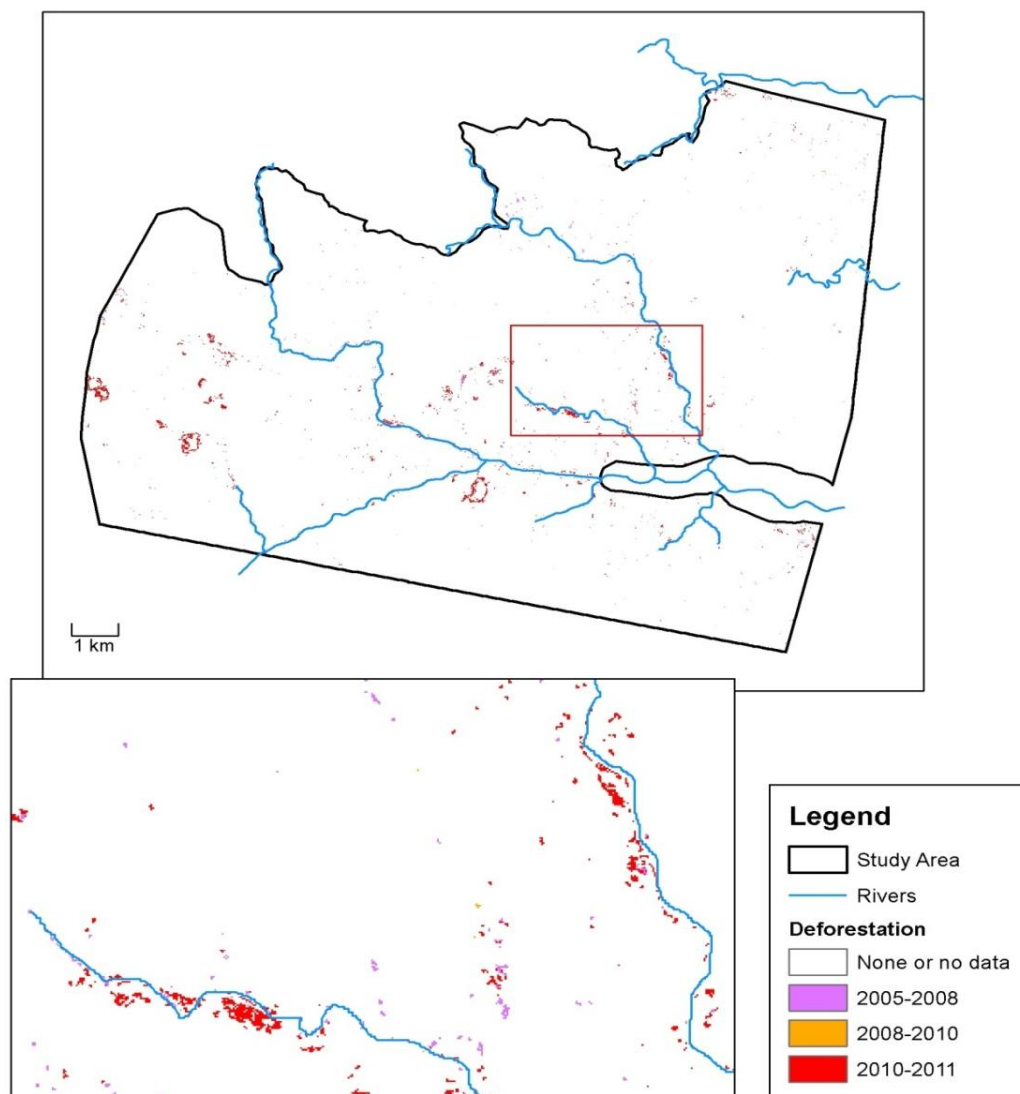 1 km
Legend
Study Area
Rivers
Deforestation
None or no data
2005-2008
2008-2010
2010-2011